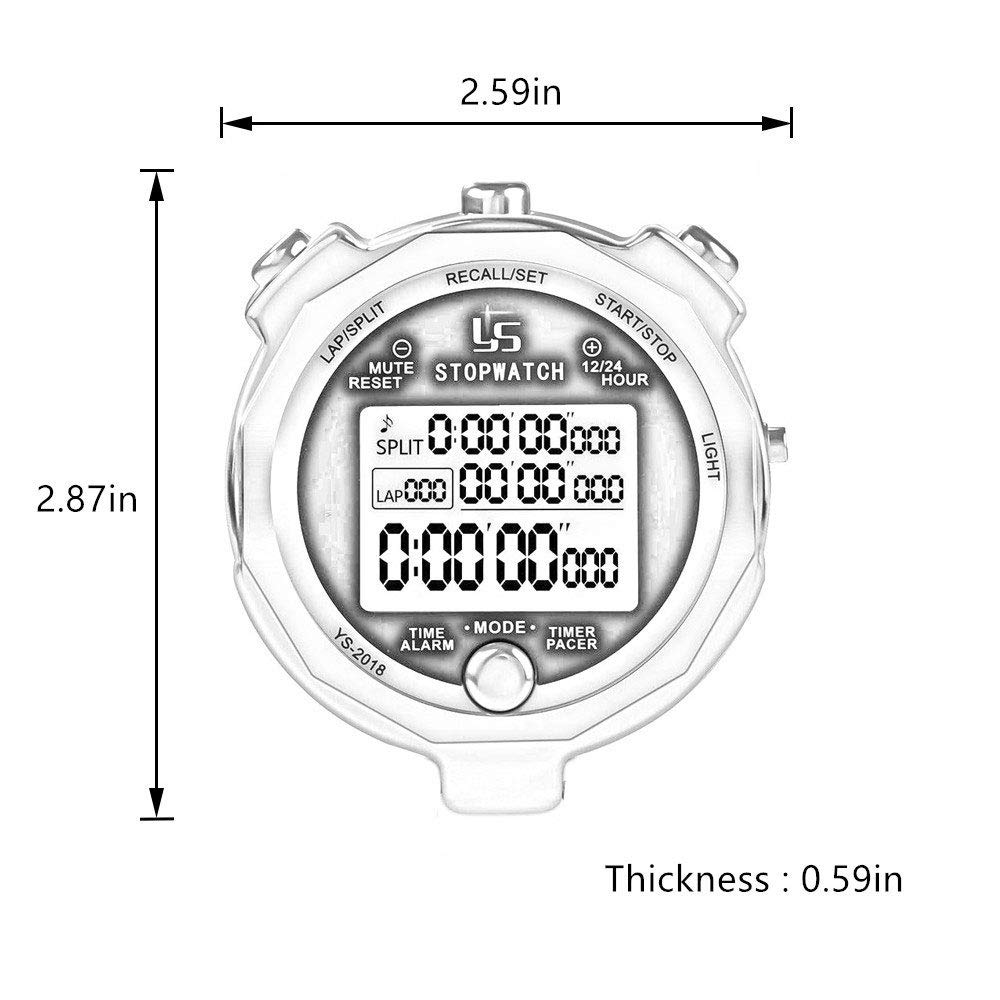 2.59in
2.87in
RECALL/SET
LAP/SPLIT
START/STOP
YS
STOPWATCH
MUTE
RESET
12/24
HOUR
LIGHT
SPLIT 0:00'00"000
LAP000 00'00"000
0:00'00"000
TIME
ALARM
• MODE •
TIMER
PACER
YS-2018
Thickness : 0.59in